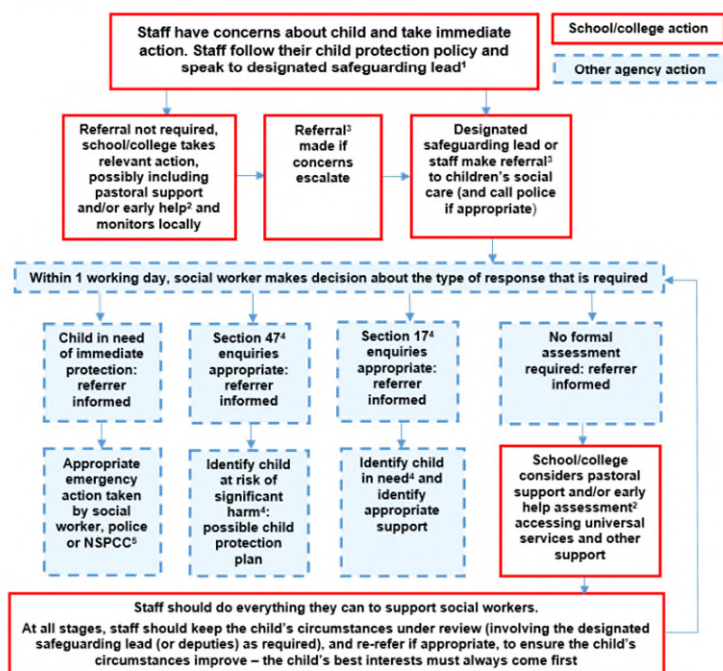 Staff have concerns about child and take immediate
action. Staff follow their child protection policy and
speak to designated safeguarding lead¹
School/college action
Other agency action
Referral not required,
school/college takes
relevant action,
possibly including
pastoral support
and/or early help² and
monitors locally
Referral³
made if
concerns
escalate
Designated
safeguarding lead or
staff make referral³
to children's social
care (and call police
if appropriate)
Within 1 working day, social worker makes decision about the type of response that is required
Child in need
of immediate
protection:
referrer
informed
Section 47⁴
enquiries
appropriate:
referrer
informed
Section 17⁴
enquiries
appropriate:
referrer
informed
No formal
assessment
required: referrer
informed
Appropriate
emergency
action taken
by social
worker, police
or NSPCC⁵
Identify child
at risk of
significant
harm⁴:
possible child
protection
plan
Identify child
in need⁴ and
identify
appropriate
support
School/college
considers pastoral
support and/or early
help assessment²
accessing universal
services and other
support
Staff should do everything they can to support social workers.
At all stages, staff should keep the child's circumstances under review (involving the designated
safeguarding lead (or deputies) as required), and re-refer if appropriate, to ensure the child's
circumstances improve – the child's best interests must always come first